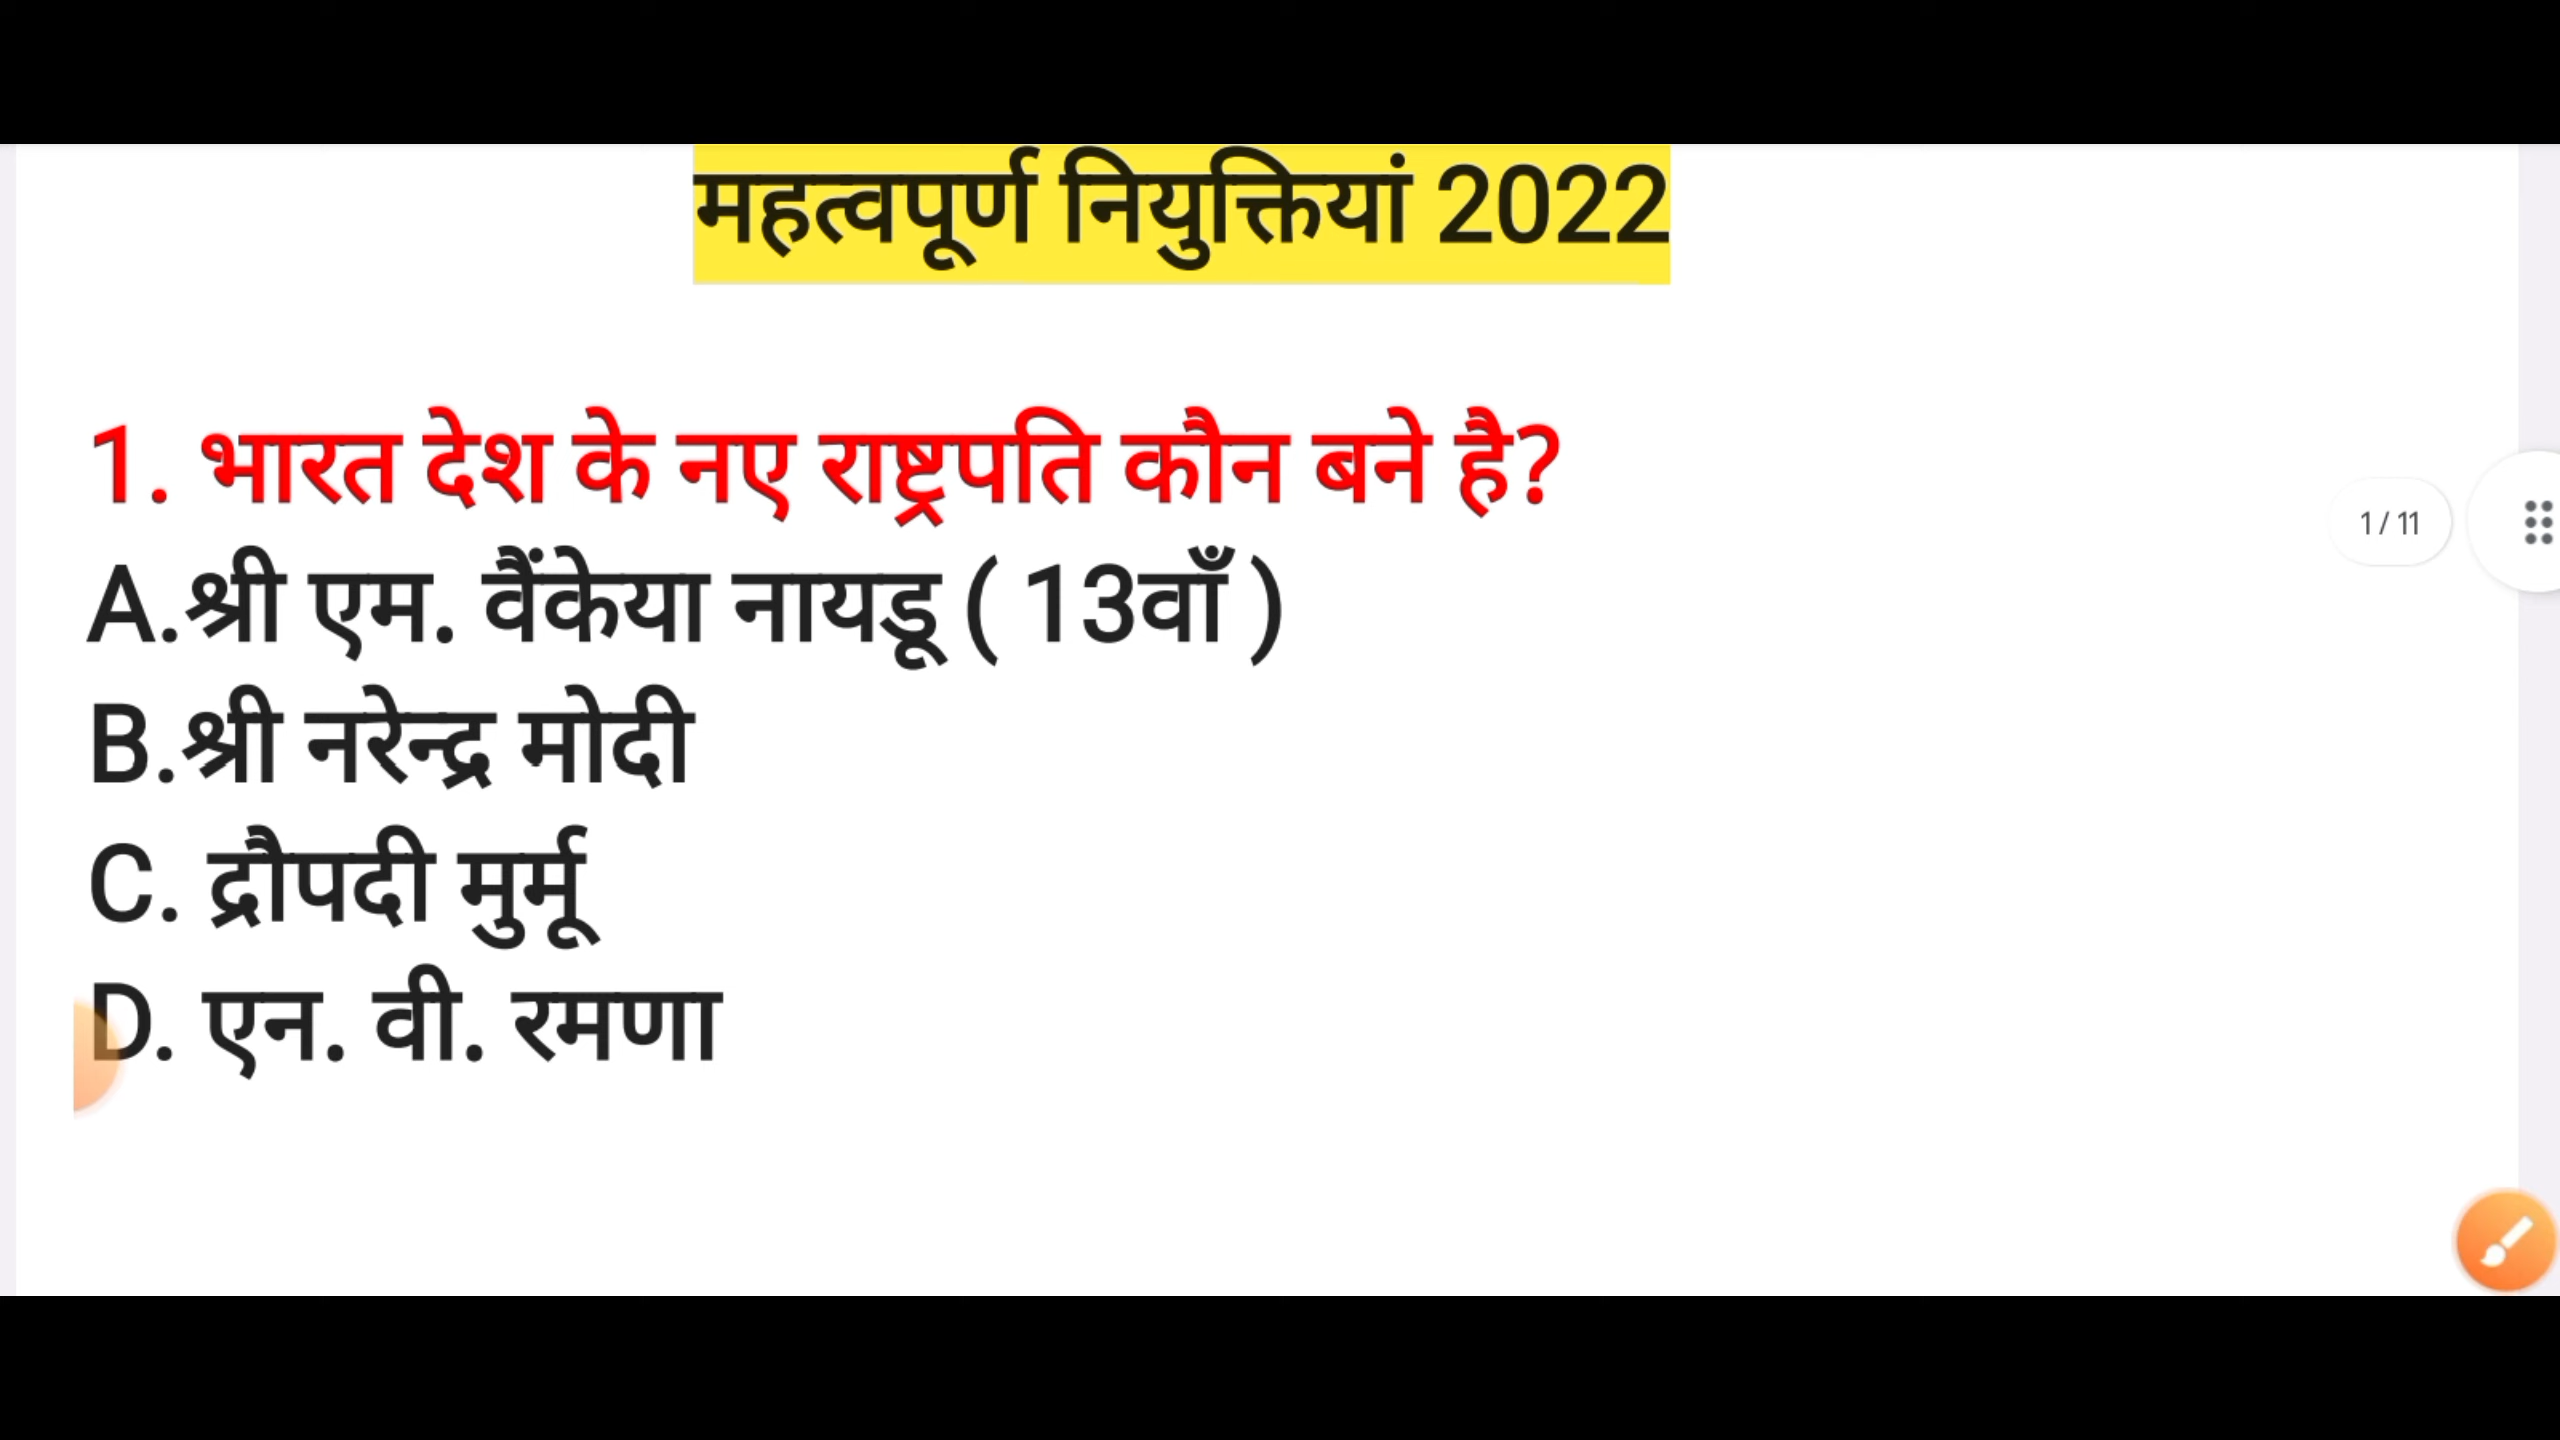 महत्वपूर्ण नियुक्तियां 2022
1. भारत देश के नए राष्ट्रपति कौन बने है?
A.श्री एम. वैंकेया नायडू ( 13वाँ )
1 / 11
B.श्री नरेन्द्र मोदी
C. द्रौपदी मुर्मू
D. एन. वी. रमणा